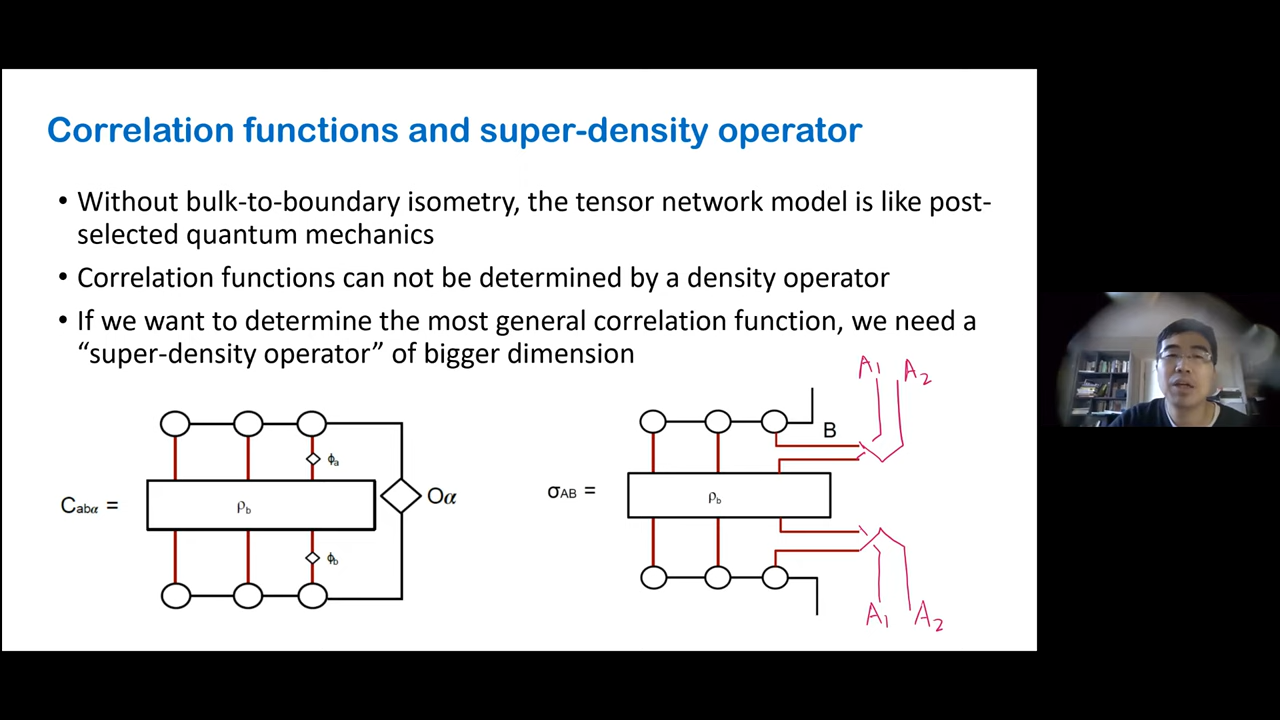 Correlation functions and super-density operator
• Without bulk-to-boundary isometry, the tensor network model is like post-
selected quantum mechanics
• Correlation functions can not be determined by a density operator
• If we want to determine the most general correlation function, we need a
“super-density operator” of bigger dimension
A₁ A₂
B
ϕₐ
C_abα =
ρ_b
Oα
σ_AB =
ρ_b
ϕ_b
A₁ A₂